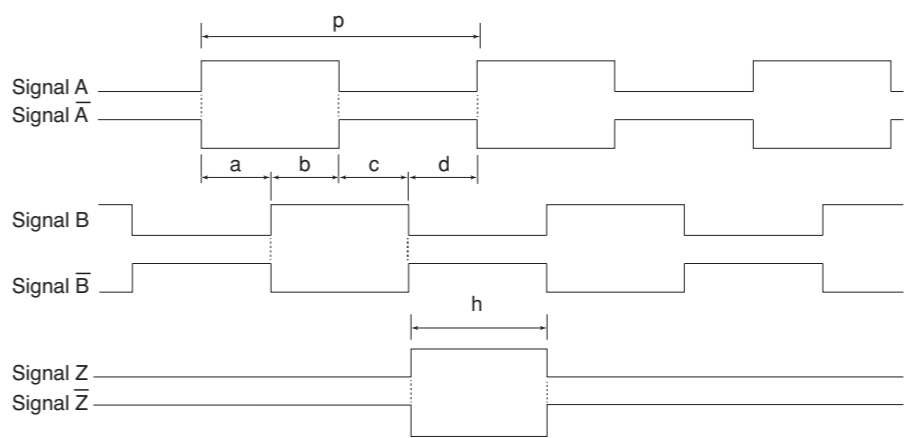 p
Signal A
Signal A̅
a b c d
Signal B
Signal B̅
h
Signal Z
Signal Z̅